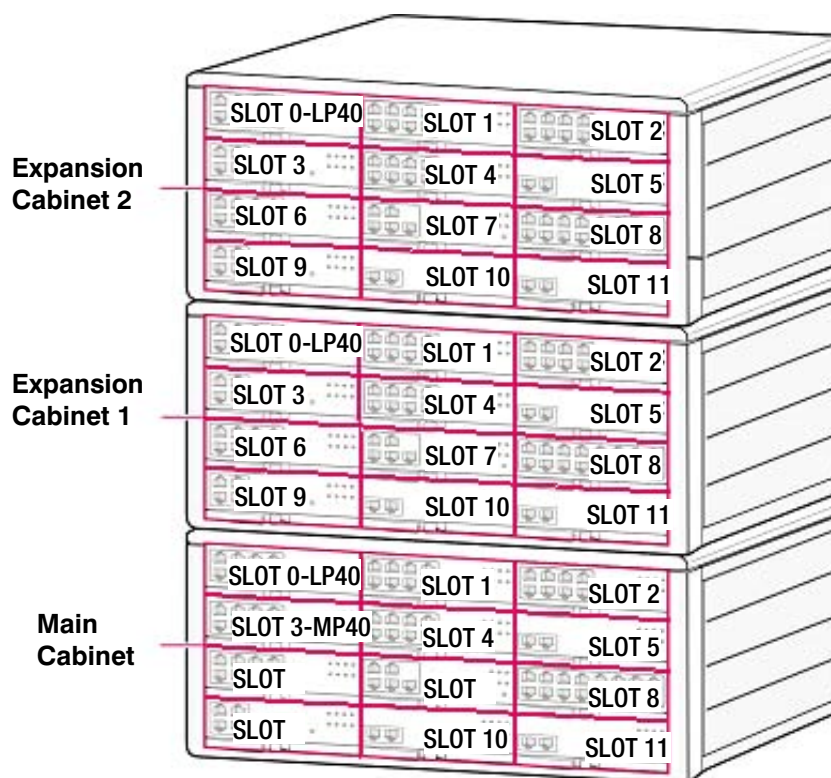 SLOT 0-LP40 SLOT 1 SLOT 2
Expansion
Cabinet 2
SLOT 3 SLOT 4 SLOT 5
SLOT 6 SLOT 7 SLOT 8
SLOT 9 SLOT 10 SLOT 11
SLOT 0-LP40 SLOT 1 SLOT 2
Expansion
Cabinet 1
SLOT 3 SLOT 4 SLOT 5
SLOT 6 SLOT 7 SLOT 8
SLOT 9 SLOT 10 SLOT 11
SLOT 0-LP40 SLOT 1 SLOT 2
Main
Cabinet
SLOT 3-MP40 SLOT 4 SLOT 5
SLOT SLOT SLOT 8
SLOT SLOT 10 SLOT 11